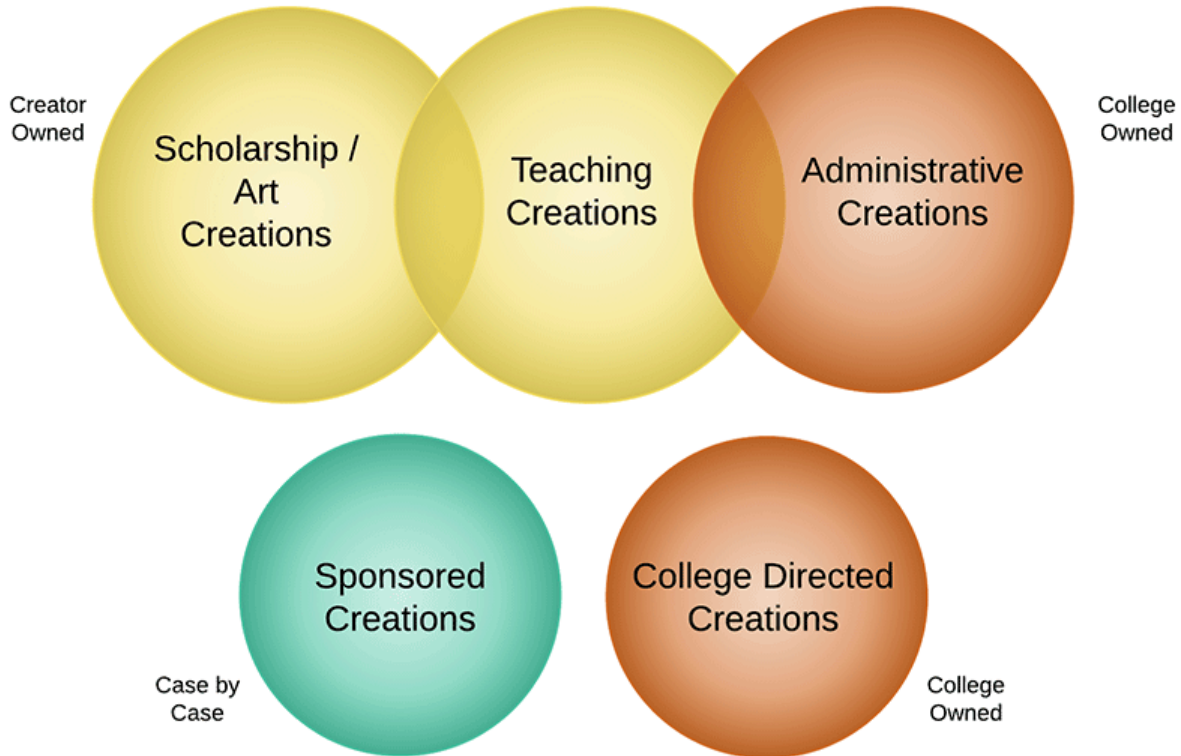 Creator
Owned
Scholarship /
Art
Creations
Teaching
Creations
Administrative
Creations
College
Owned
Sponsored
Creations
Case by
Case
College Directed
Creations
College
Owned